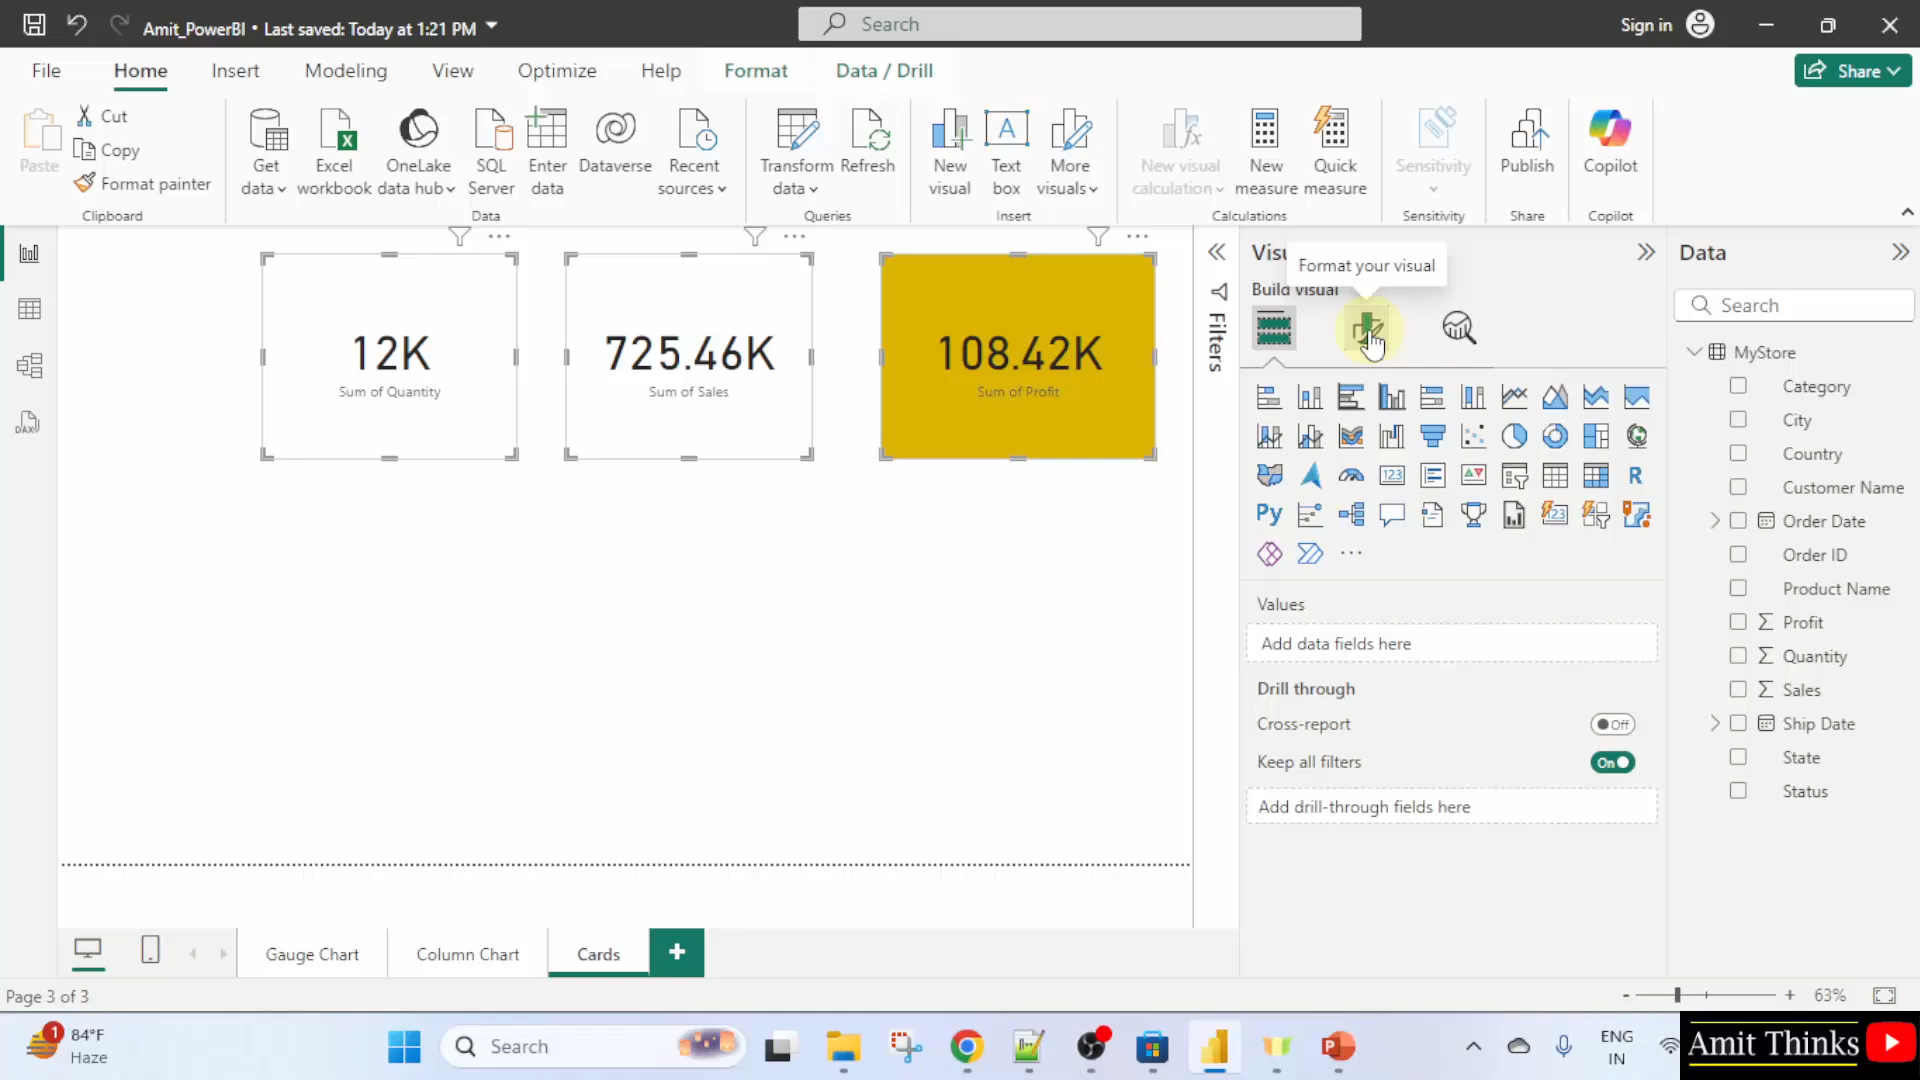 Amit_PowerBI • Last saved: Today at 1:21 PM
Search
Sign in
File
Home
Insert
Modeling
View
Optimize
Help
Format
Data / Drill
Share
Paste
Cut
Copy
Format painter
Clipboard
Get data
Excel workbook
OneLake data hub
SQL Server
Enter data
Dataverse
Recent sources
Data
Transform data
Refresh
Queries
New visual
Text box
More visuals
Insert
New visual calculation
New measure
Quick measure
Calculations
Sensitivity
Sensitivity
Publish
Share
Copilot
Copilot
12K
Sum of Quantity
725.46K
Sum of Sales
108.42K
Sum of Profit
Filters
Visu
Format your visual
Build visual
123
R
Py
123
Values
Add data fields here
Drill through
Cross-report
Off
Keep all filters
On
Add drill-through fields here
Data
Search
MyStore
Category
City
Country
Customer Name
Order Date
Order ID
Product Name
Profit
Quantity
Sales
Ship Date
State
Status
DAX
Gauge Chart
Column Chart
Cards
Page 3 of 3
63%
1
84°F
Haze
Search
ENG
IN
Amit Thinks